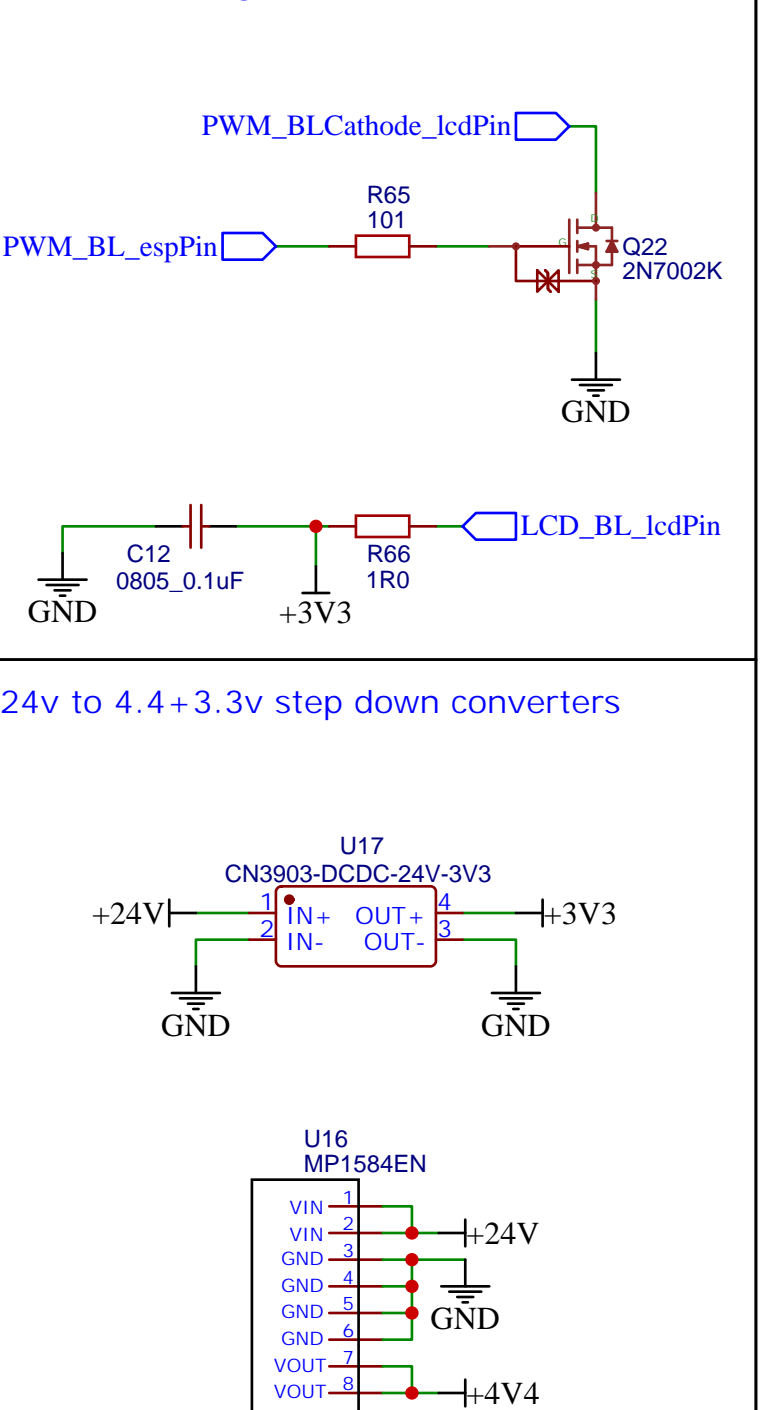 PWM_BLCathode_lcdPin
R65
101
PWM_BL_espPin
D
G
S
Q22
2N7002K
GND
LCD_BL_lcdPin
C12
0805_0.1uF
R66
1R0
GND
+3V3
24v to 4.4+3.3v step down converters
U17
CN3903-DCDC-24V-3V3
+24V 1 IN+ OUT+ 4 +3V3
2 IN- OUT- 3
GND GND
U16
MP1584EN
VIN 1
VIN 2 +24V
GND 3
GND 4
GND 5 GND
GND 6
VOUT 7
VOUT 8 +4V4